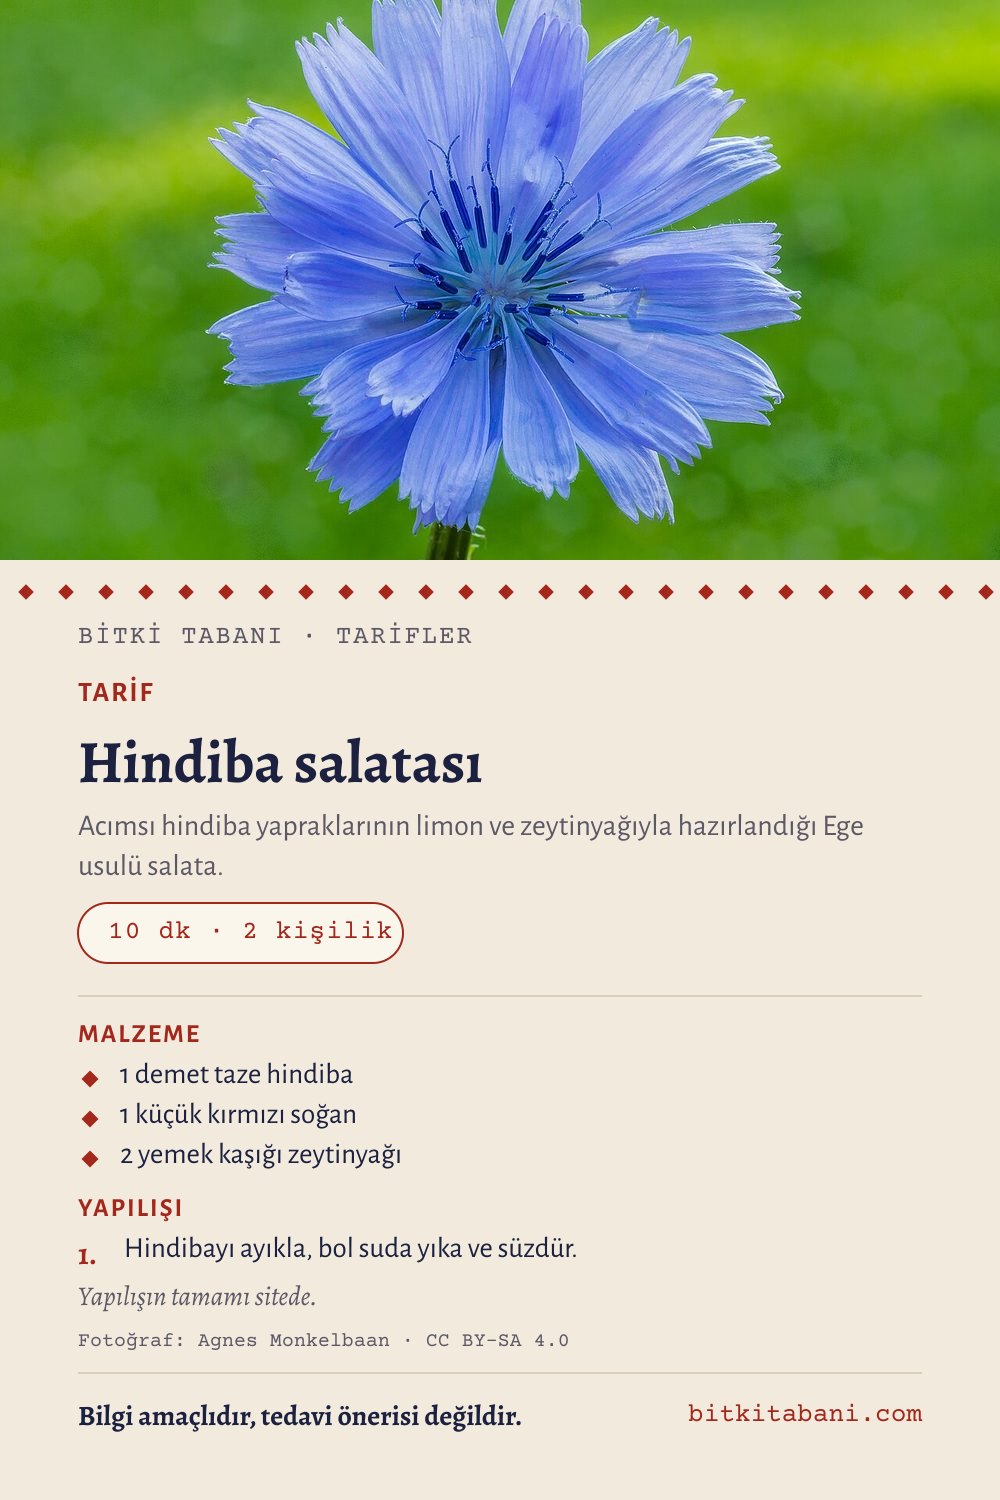 BİTKİ TABANI · TARİFLER
TARİF
Hindiba salatası
Acımsı hindiba yapraklarının limon ve zeytinyağıyla hazırlandığı Ege
usulü salata.
10 dk · 2 kişilik
MALZEME
1 demet taze hindiba
1 küçük kırmızı soğan
2 yemek kaşığı zeytinyağı
YAPILIŞI
1. Hindibayı ayıkla, bol suda yıka ve süzdür.
Yapılışın tamamı sitede.
Fotoğraf: Agnes Monkelbaan · CC BY-SA 4.0
Bilgi amaçlıdır, tedavi önerisi değildir.
bitkitabani.com